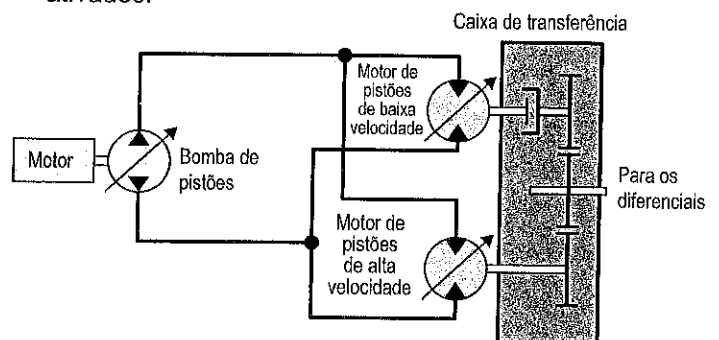 Caixa de transferência
Motor de
pistões
de baixa
velocidade
Motor
Bomba de
pistões
Para os
diferenciais
Motor de
pistões
de alta
velocidade